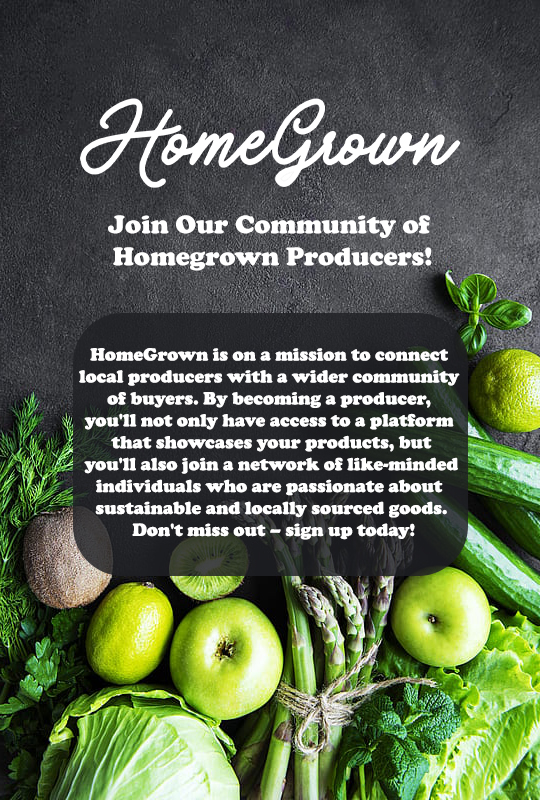 HomeGrown
Join Our Community of
Homegrown Producers!
HomeGrown is on a mission to connect
local producers with a wider community
of buyers. By becoming a producer,
you'll not only have access to a platform
that showcases your products, but
you'll also join a network of like-minded
individuals who are passionate about
sustainable and locally sourced goods.
Don't miss out – sign up today!